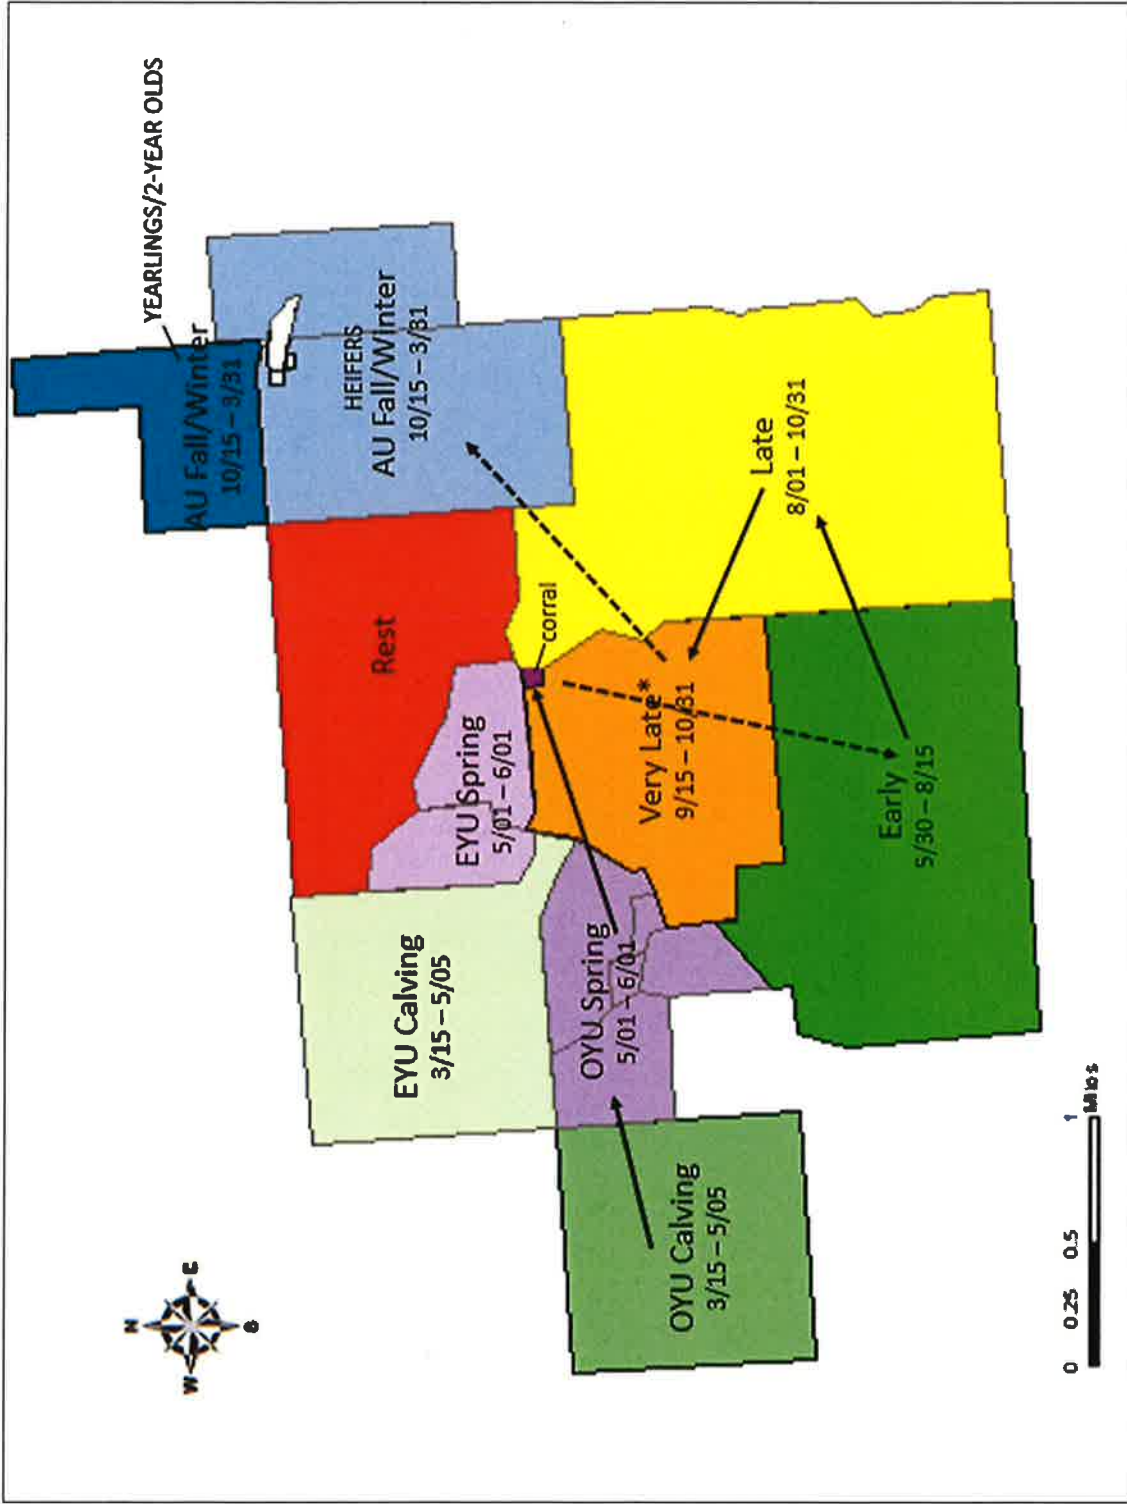 YEARLINGS/2-YEAR OLDS
AU Fall/Winter
10/15 – 3/31
HEIFERS
AU Fall/Winter
10/15 – 3/31
Rest
EYU Calving
3/15 – 5/05
EYU Spring
5/01 – 6/01
corral
OYU Spring
5/01 – 6/01
OYU Calving
3/15 – 5/05
Very Late*
9/15 – 10/31
Late
8/01 – 10/31
Early
5/30 – 8/15
N
W
E
S
0 0.25 0.5 1
Miles